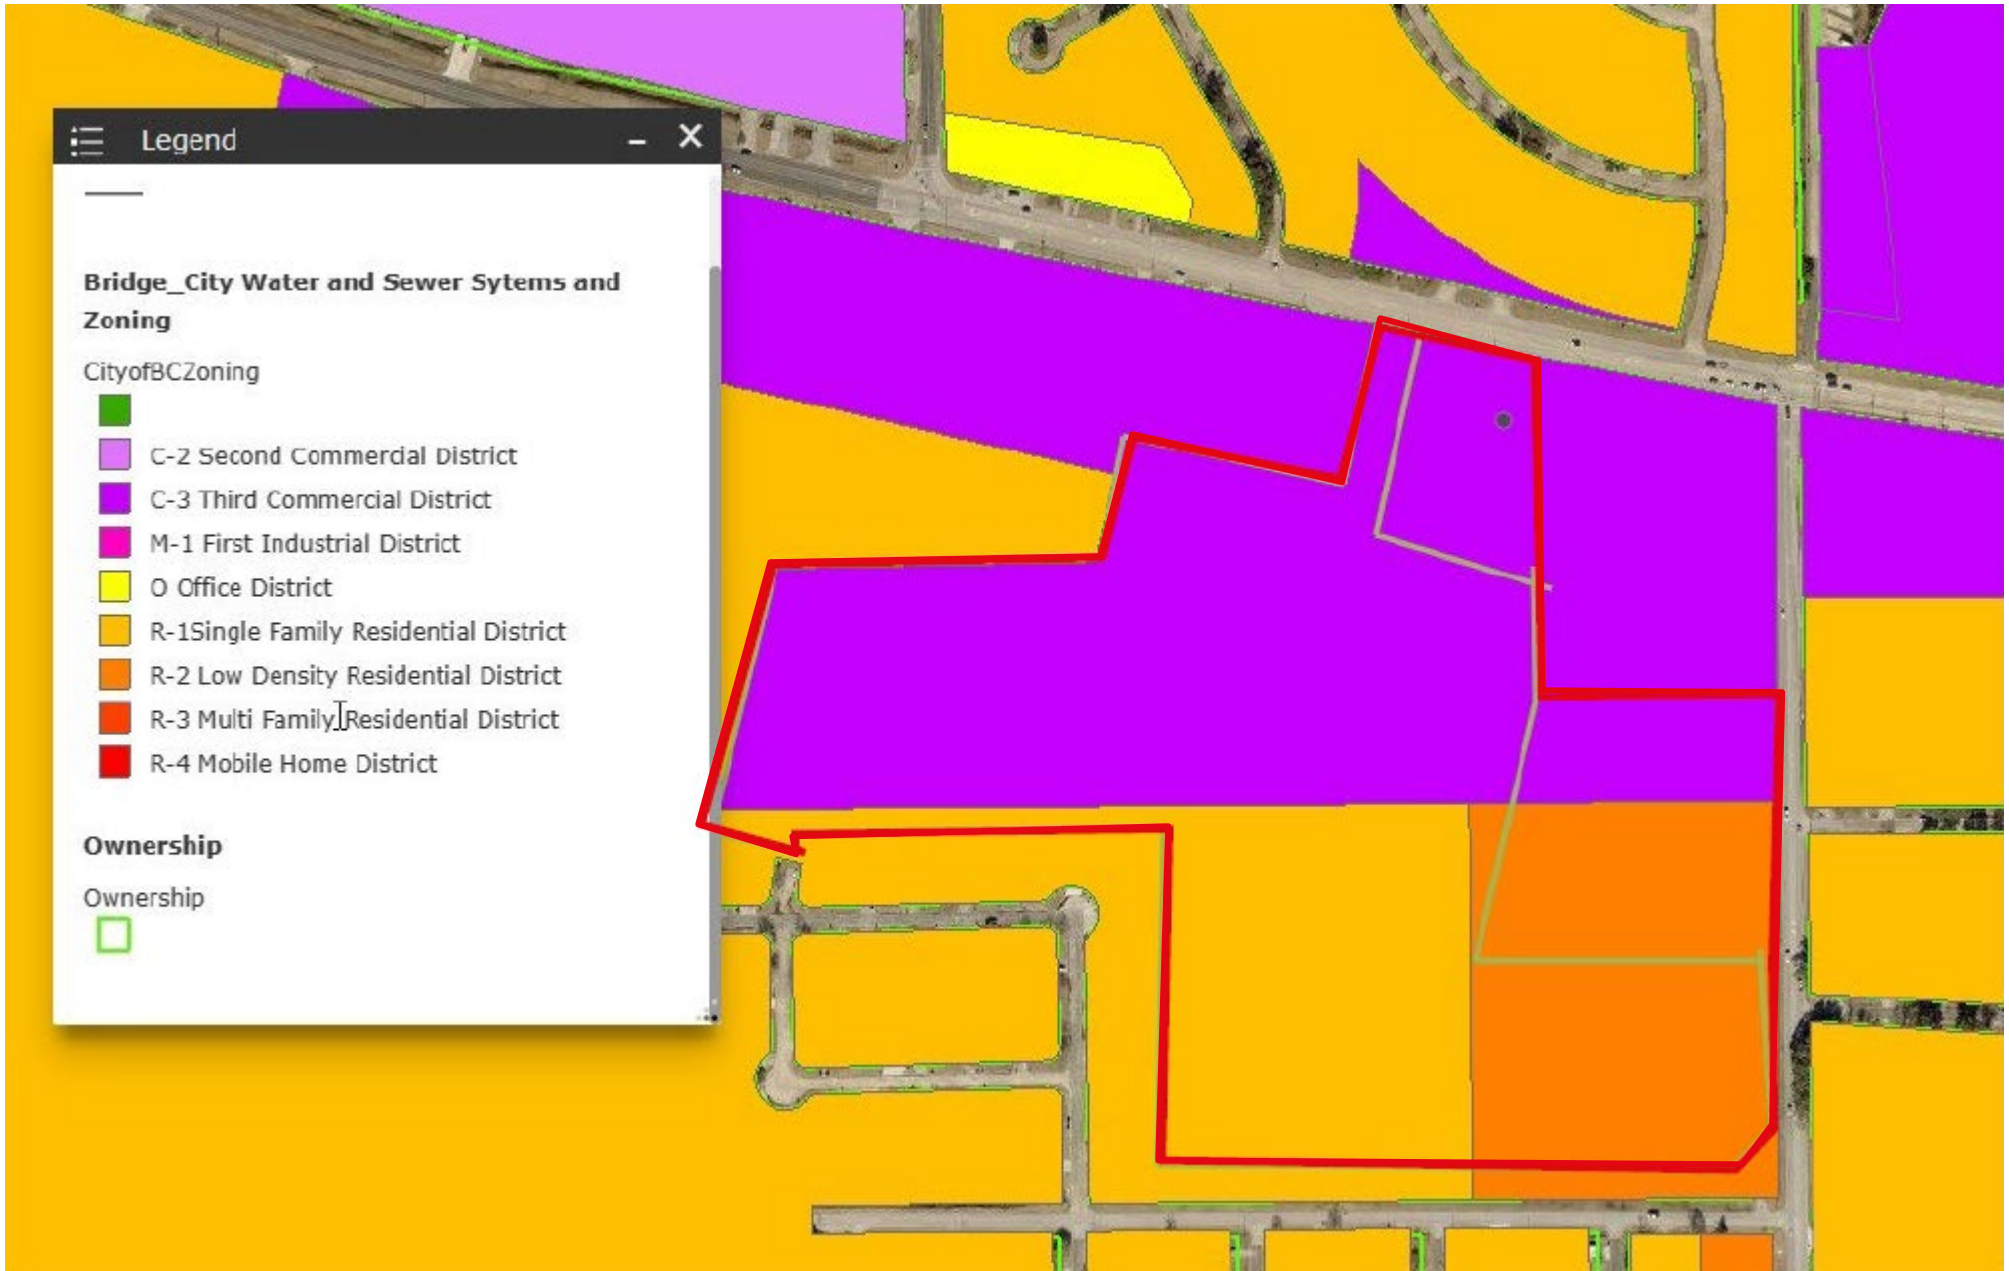 Legend
Bridge_City Water and Sewer Sytems and
Zoning
CityofBCZoning
C-2 Second Commercial District
C-3 Third Commercial District
M-1 First Industrial District
O Office District
R-1Single Family Residential District
R-2 Low Density Residential District
R-3 Multi Family Residential District
R-4 Mobile Home District
Ownership
Ownership